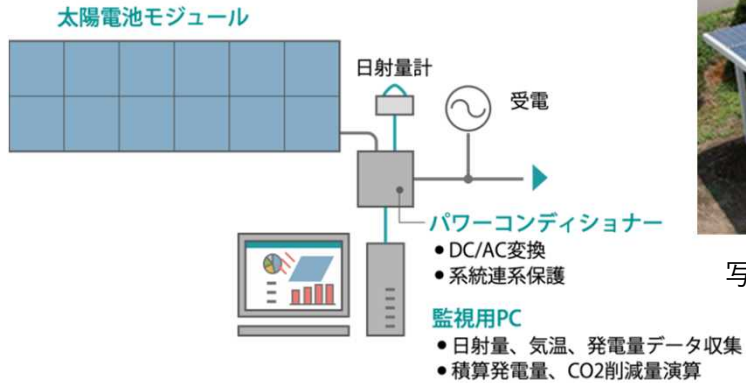 太陽電池モジュール
日射量計
受電
パワーコンディショナー
● DC/AC変換
● 系統連系保護
写
監視用PC
● 日射量、気温、発電量データ収集
● 積算発電量、CO2削減量演算